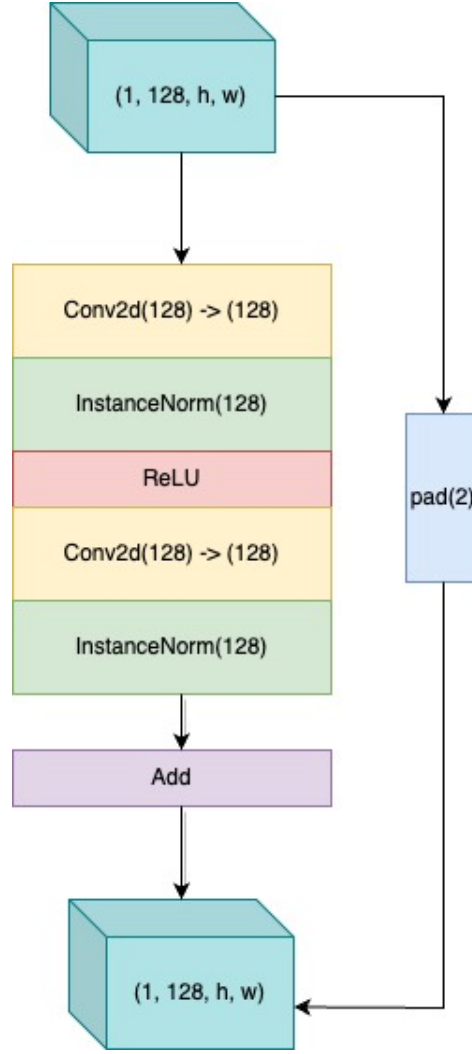 (1, 128, h, w)
Conv2d(128) -> (128)
InstanceNorm(128)
ReLU
Conv2d(128) -> (128)
InstanceNorm(128)
pad(2)
Add
(1, 128, h, w)